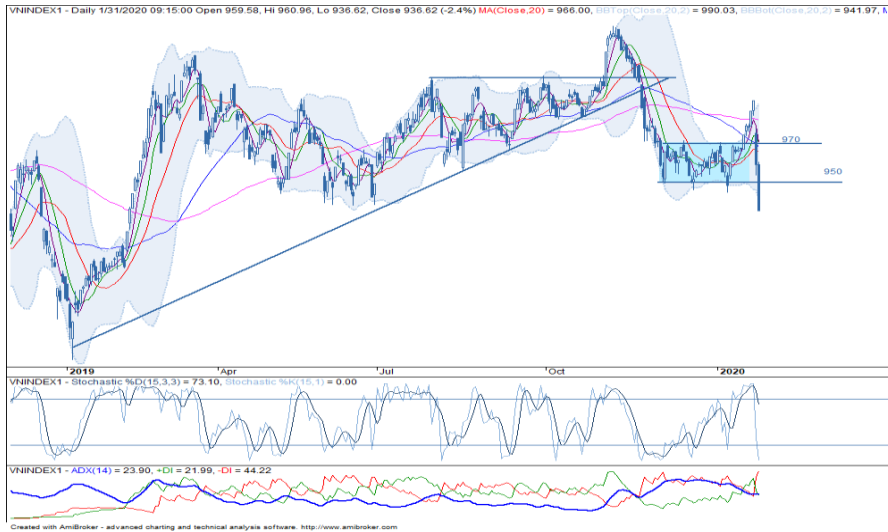 VNINDEX1 - Daily 1/31/2020 09:15:00 Open 959.58, Hi 960.96, Lo 936.62, Close 936.62 (-2.4%) MA(Close,20) = 966.00, BBTop(Close,20,2) = 990.03, BBBot(Close,20,2) = 941.97,
970
950
2019 Apr Jul Oct 2020
VNINDEX1 - Stochastic %D(15,3,3) = 73.10, Stochastic %K(15,1) = 0.00
VNINDEX1 - ADX(14) = 23.90, +DI = 21.99, -DI = 44.22
Created with AmiBroker - advanced charting and technical analysis software. http://www.amibroker.com